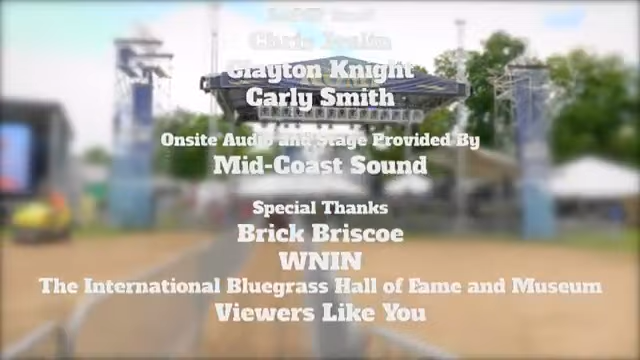 Clayton Knight
Carly Smith
Onsite Audio and Stage Provided By
Mid-Coast Sound
Special Thanks
Brick Briscoe
WNIN
The International Bluegrass Hall of Fame and Museum
Viewers Like You